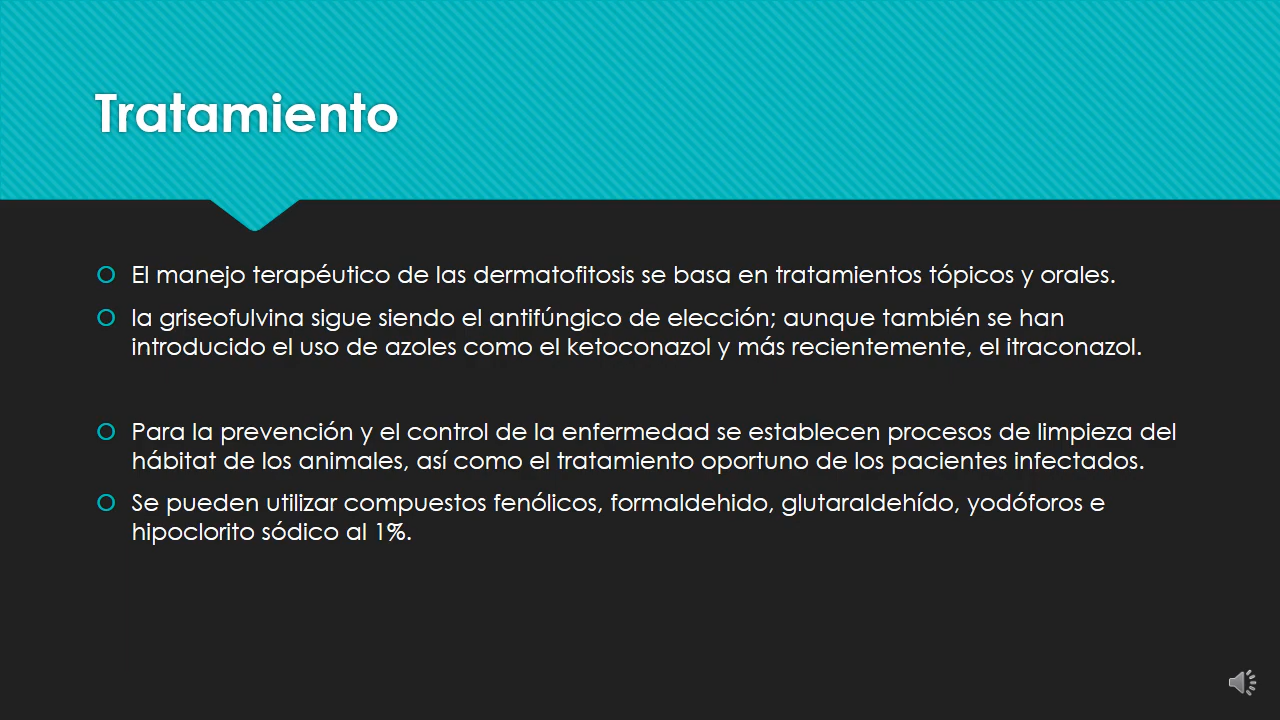 Tratamiento
El manejo terapéutico de las dermatofitosis se basa en tratamientos tópicos y orales.
la griseofulvina sigue siendo el antifúngico de elección; aunque también se han
introducido el uso de azoles como el ketoconazol y más recientemente, el itraconazol.
Para la prevención y el control de la enfermedad se establecen procesos de limpieza del
hábitat de los animales, así como el tratamiento oportuno de los pacientes infectados.
Se pueden utilizar compuestos fenólicos, formaldehido, glutaraldehído, yodóforos e
hipoclorito sódico al 1%.